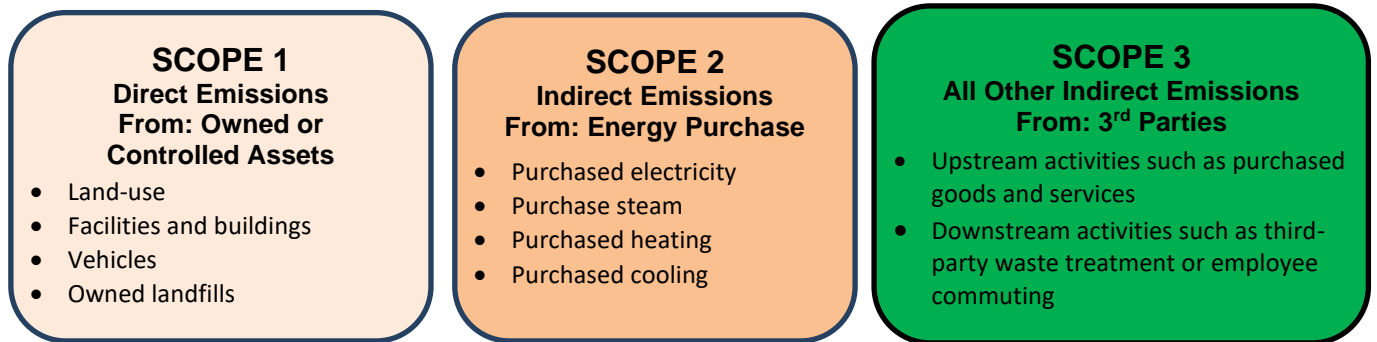 SCOPE 1
Direct Emissions
From: Owned or
Controlled Assets
• Land-use
• Facilities and buildings
• Vehicles
• Owned landfills
SCOPE 2
Indirect Emissions
From: Energy Purchase
• Purchased electricity
• Purchase steam
• Purchased heating
• Purchased cooling
SCOPE 3
All Other Indirect Emissions
From: 3rd Parties
• Upstream activities such as purchased
goods and services
• Downstream activities such as third-
party waste treatment or employee
commuting